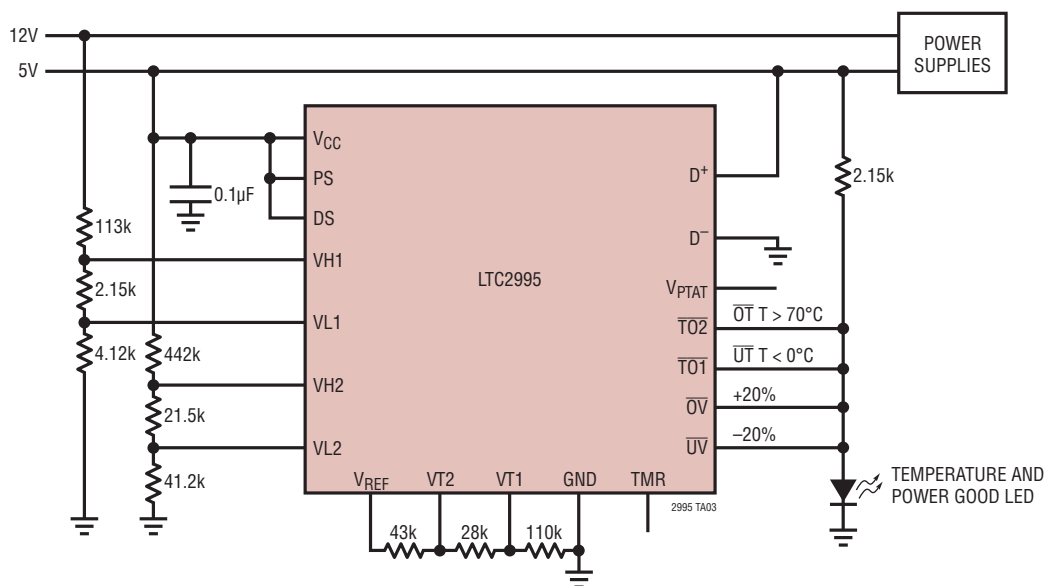 12V
5V
POWER
SUPPLIES
VCC
PS
DS
0.1µF
113k
VH1
2.15k
VL1
4.12k
442k
VH2
21.5k
VL2
41.2k
LTC2995
D+
D–
VPTAT
TO2
OT T > 70°C
TO1
UT T < 0°C
OV
+20%
UV
–20%
2.15k
VREF
VT2
VT1
GND
TMR
2995 TA03
43k
28k
110k
TEMPERATURE AND
POWER GOOD LED